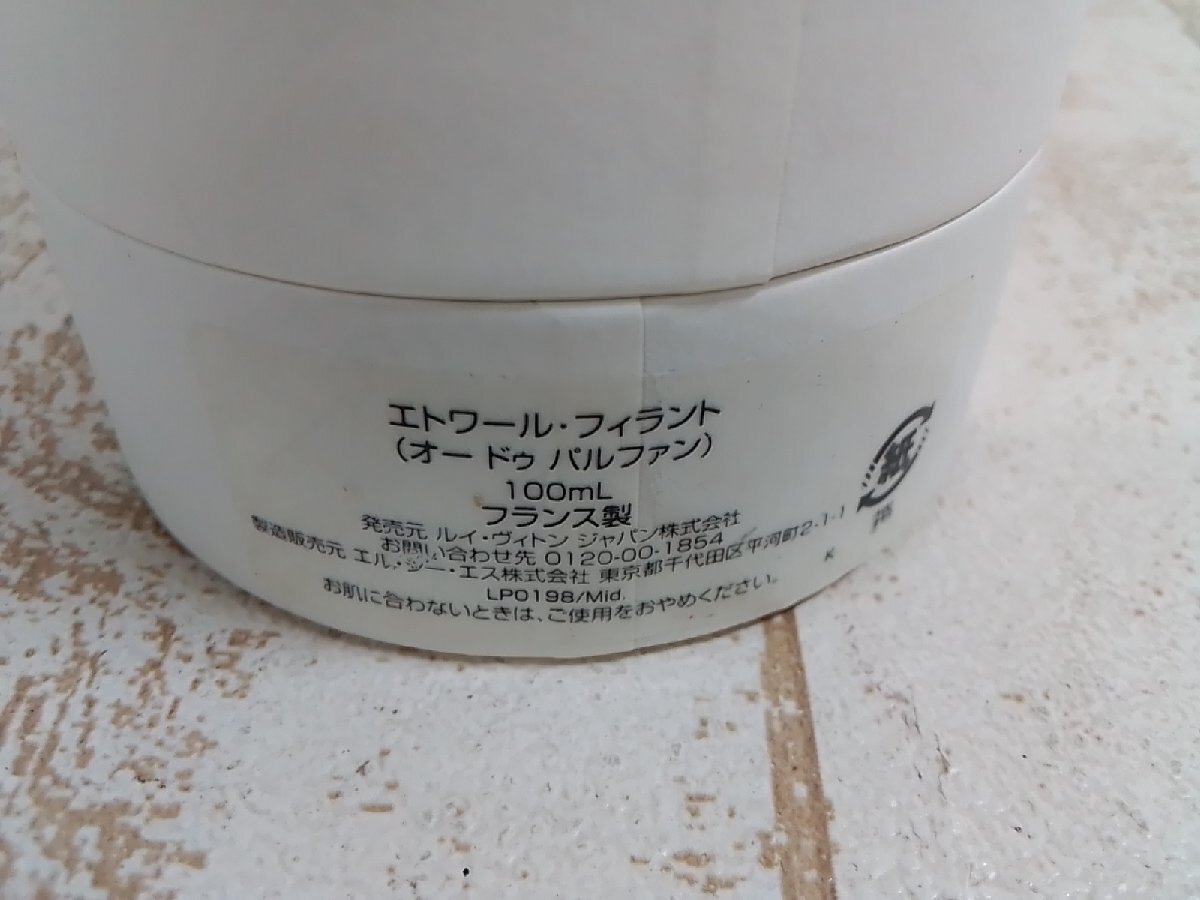 エトワール・フィラント
（オー ドゥ パルファン）
100mL
フランス製
発売元 ルイ・ヴィトン ジャパン株式会社
お問い合わせ先 0120-00-1854
製造販売元 エル・ジー・エス株式会社 東京都千代田区平河町2-1-1
LP0198/Mid.
お肌に合わないときは、ご使用をおやめください。
K
紙